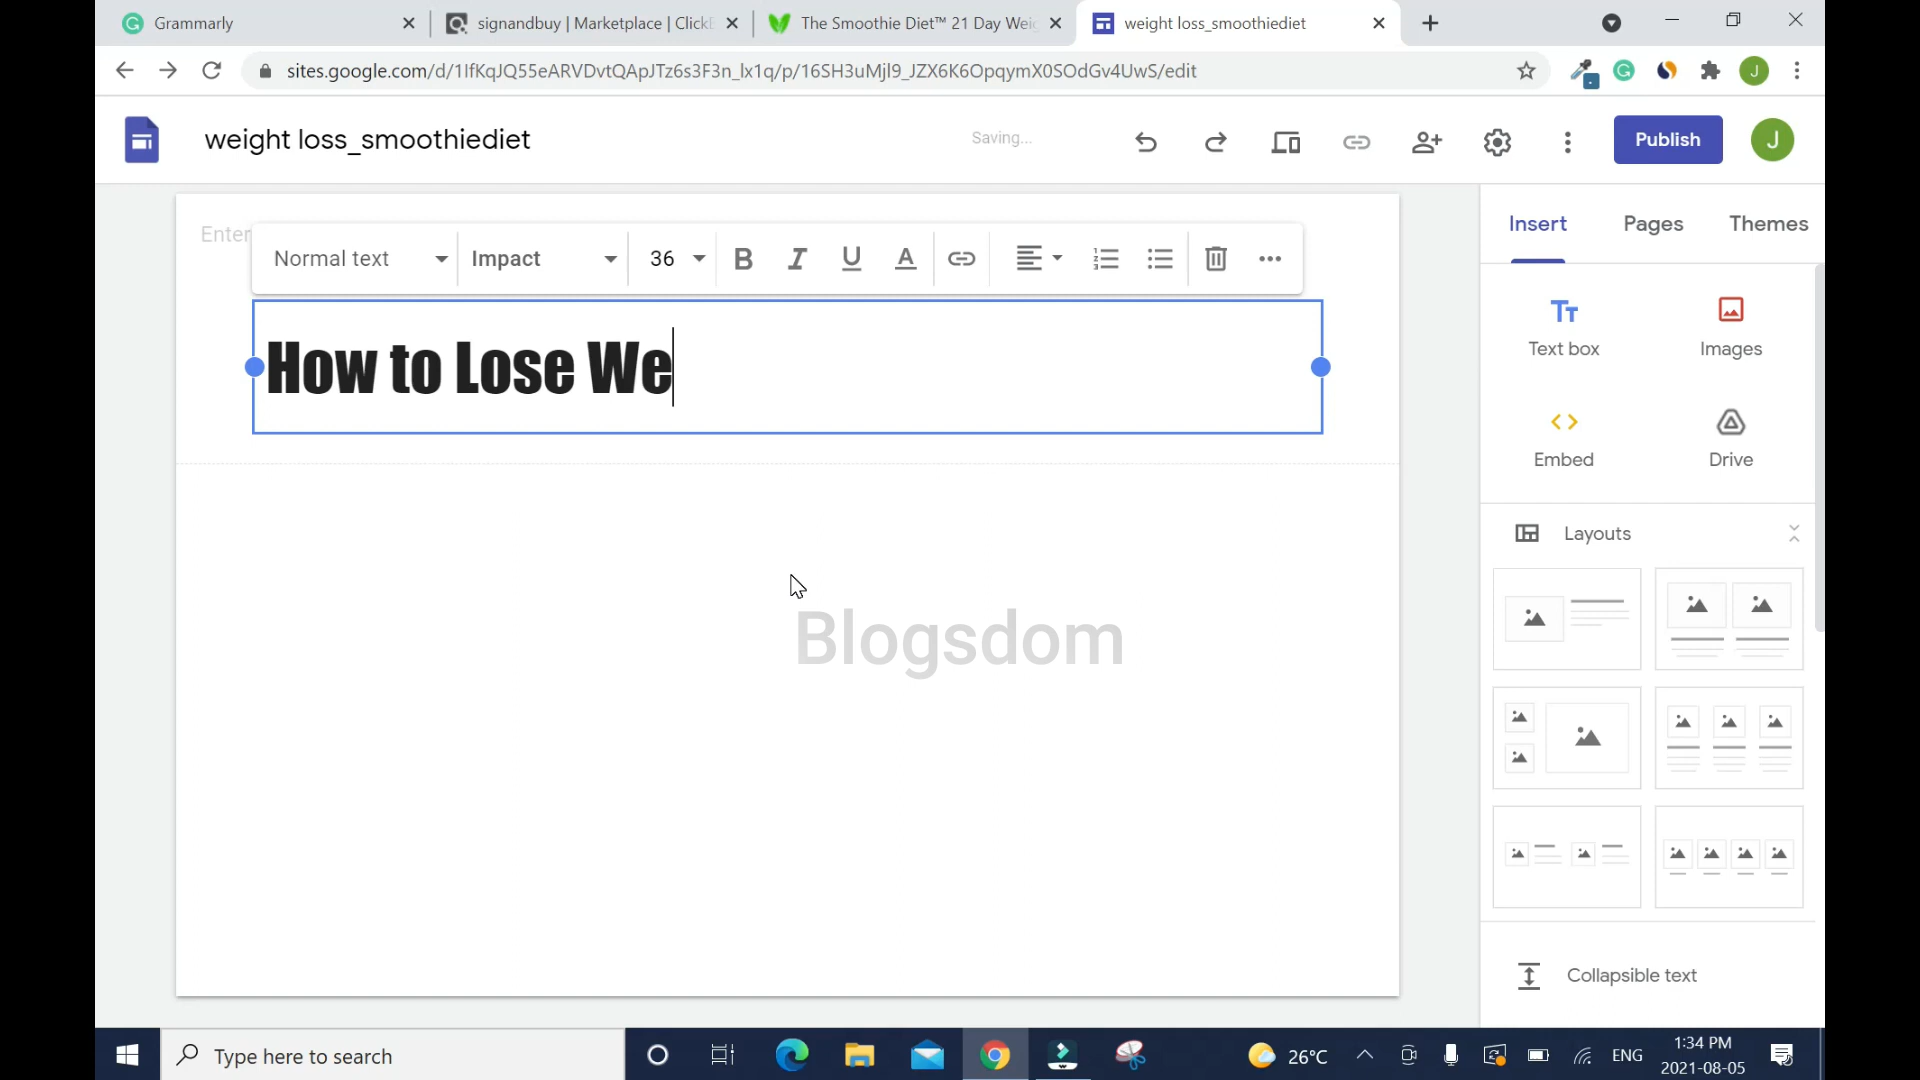 Grammarly
signandbuy | Marketplace | Click
The Smoothie Diet™ 21 Day Wei
weight loss_smoothiediet
sites.google.com/d/1IfKqJQ55eARVDvtQApJTz6s3F3n_lx1q/p/16SH3uMjl9_JZX6K6OpqymX0SOdGv4UwS/edit
J
weight loss_smoothiediet
Saving...
Publish
J
Insert
Pages
Themes
Enter
Normal text
Impact
36
B
I
U
A
How to Lose We
Tt
Text box
Images
Embed
Drive
Layouts
Blogsdom
Collapsible text
Type here to search
26°C
ENG
1:34 PM
2021-08-05